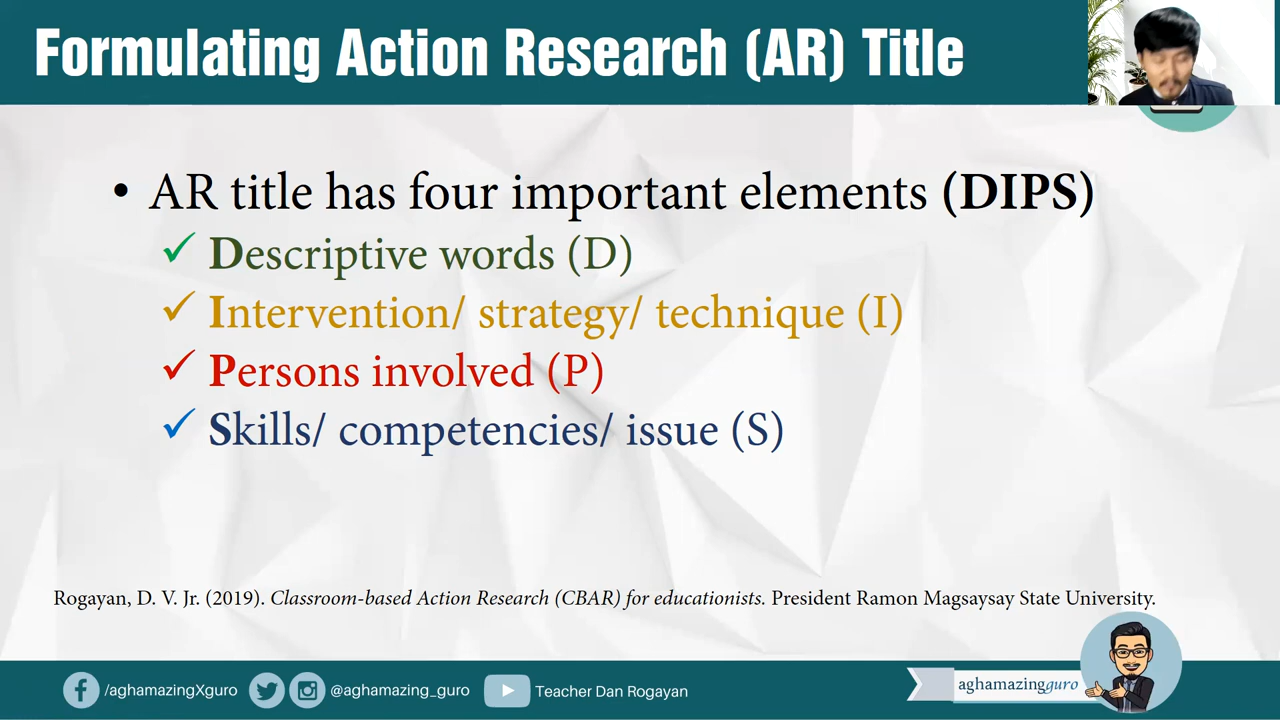 Formulating Action Research (AR) Title
• AR title has four important elements (DIPS)
✓ Descriptive words (D)
✓ Intervention/ strategy/ technique (I)
✓ Persons involved (P)
✓ Skills/ competencies/ issue (S)
Rogayan, D. V. Jr. (2019). Classroom-based Action Research (CBAR) for educationists. President Ramon Magsaysay State University.
/aghamazingXguro @aghamazing_guro Teacher Dan Rogayan aghamazingguro